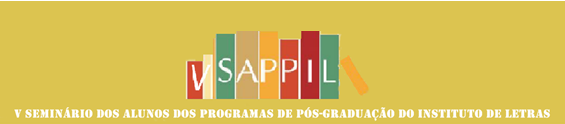 V SAPPIL
V SEMINÁRIO DOS ALUNOS DOS PROGRAMAS DE PÓS-GRADUAÇÃO DO INSTITUTO DE LETRAS